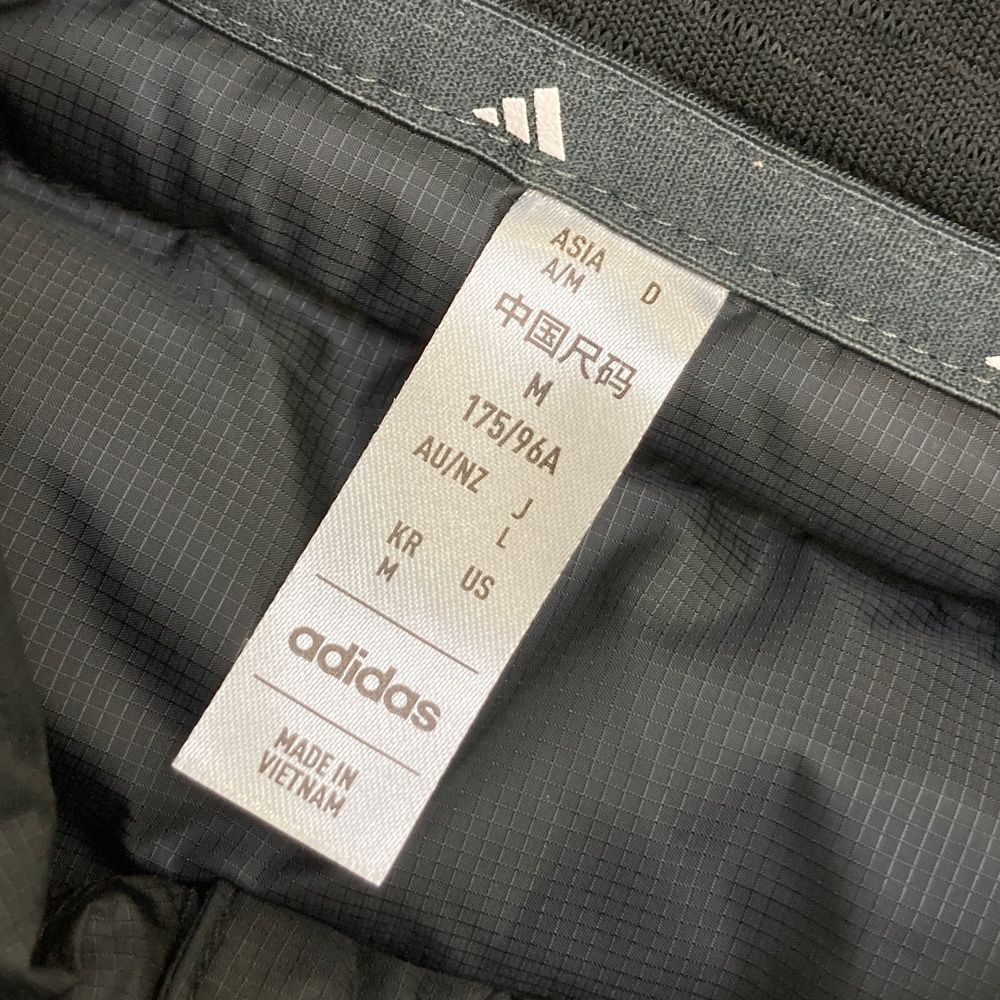 ASIA
A/M D
中国尺码
M
175/96A
AU/NZ J
L
KR US
M
adidas
MADE IN
VIETNAM